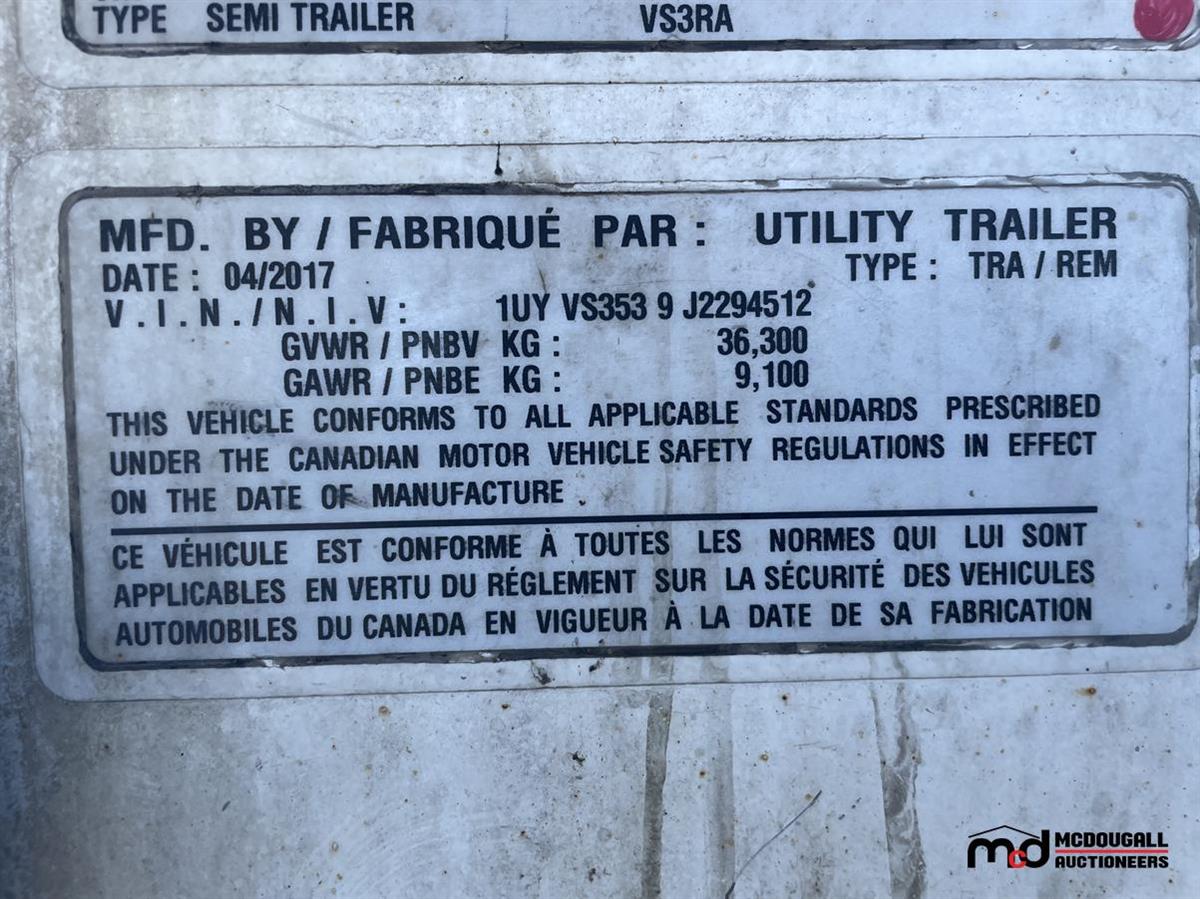 TYPE SEMI TRAILER VS3RA
MFD. BY / FABRIQUÉ PAR : UTILITY TRAILER
DATE : 04/2017 TYPE : TRA / REM
V . I . N . / N . I . V : 1UY VS353 9 J2294512
GVWR / PNBV KG : 36,300
GAWR / PNBE KG : 9,100
THIS VEHICLE CONFORMS TO ALL APPLICABLE STANDARDS PRESCRIBED
UNDER THE CANADIAN MOTOR VEHICLE SAFETY REGULATIONS IN EFFECT
ON THE DATE OF MANUFACTURE .
CE VÉHICULE EST CONFORME À TOUTES LES NORMES QUI LUI SONT
APPLICABLES EN VERTU DU RÉGLEMENT SUR LA SÉCURITÉ DES VEHICULES
AUTOMOBILES DU CANADA EN VIGUEUR À LA DATE DE SA FABRICATION
mcd MCDOUGALL
AUCTIONEERS